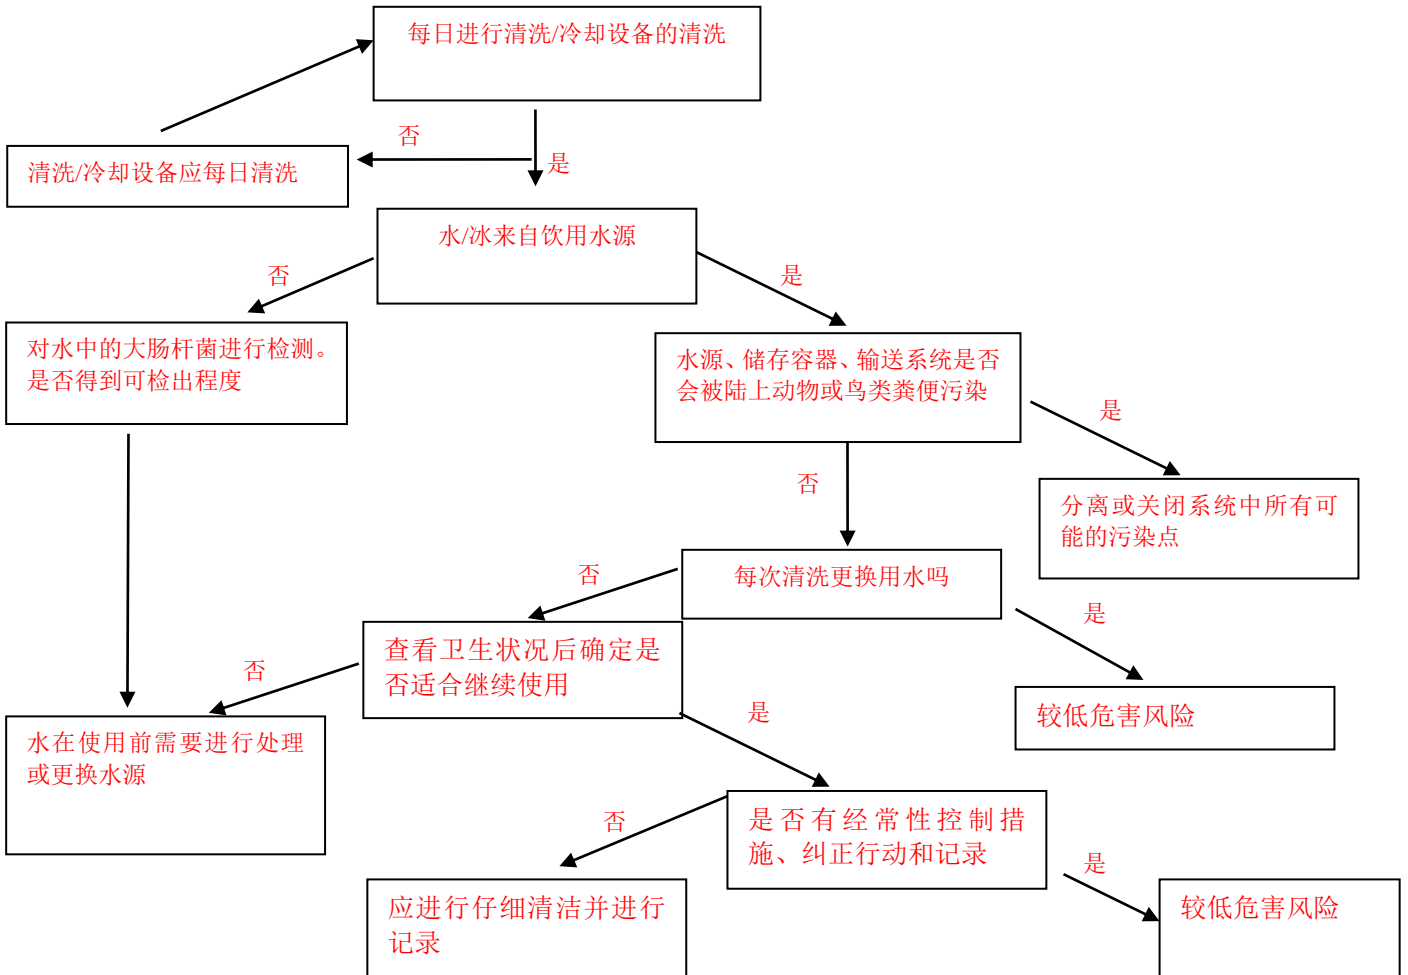 每日进行清洗/冷却设备的清洗
否
是
清洗/冷却设备应每日清洗
水/冰来自饮用水源
否
是
对水中的大肠杆菌进行检测。
是否得到可检出程度
水源、储存容器、输送系统是否
会被陆上动物或鸟类粪便污染
是
否
分离或关闭系统中所有可
能的污染点
每次清洗更换用水吗
否
是
查看卫生状况后确定是
否适合继续使用
否
是
较低危害风险
水在使用前需要进行处理
或更换水源
是否有经常性控制措
施、纠正行动和记录
否
是
应进行仔细清洁并进行
记录
较低危害风险